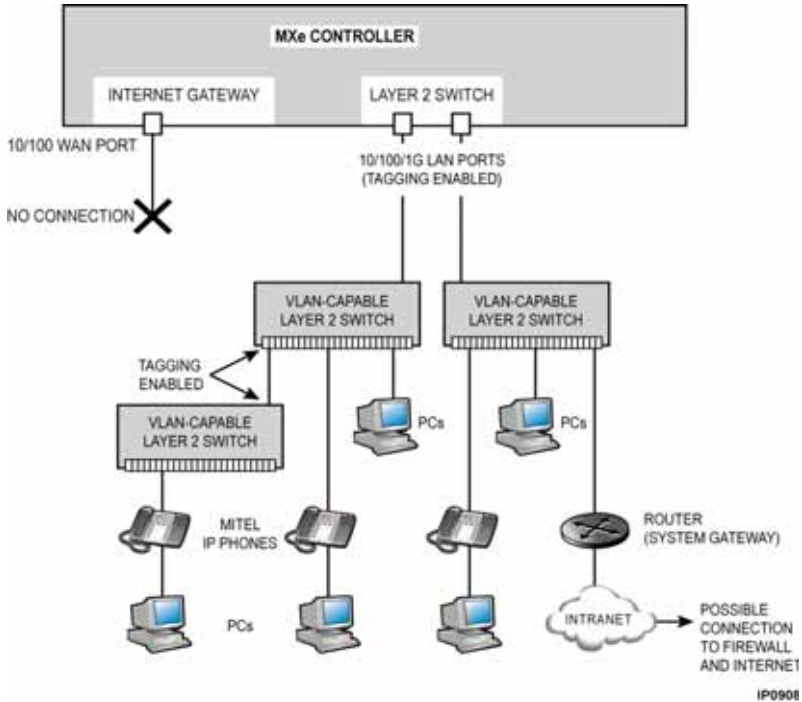 MXe CONTROLLER
INTERNET GATEWAY
LAYER 2 SWITCH
10/100 WAN PORT
10/100/1G LAN PORTS
(TAGGING ENABLED)
NO CONNECTION
VLAN-CAPABLE
LAYER 2 SWITCH
VLAN-CAPABLE
LAYER 2 SWITCH
TAGGING
ENABLED
VLAN-CAPABLE
LAYER 2 SWITCH
PCs
PCs
MITEL
IP PHONES
ROUTER
(SYSTEM GATEWAY)
PCs
INTRANET
POSSIBLE
CONNECTION
TO FIREWALL
AND INTERNET
IP0908